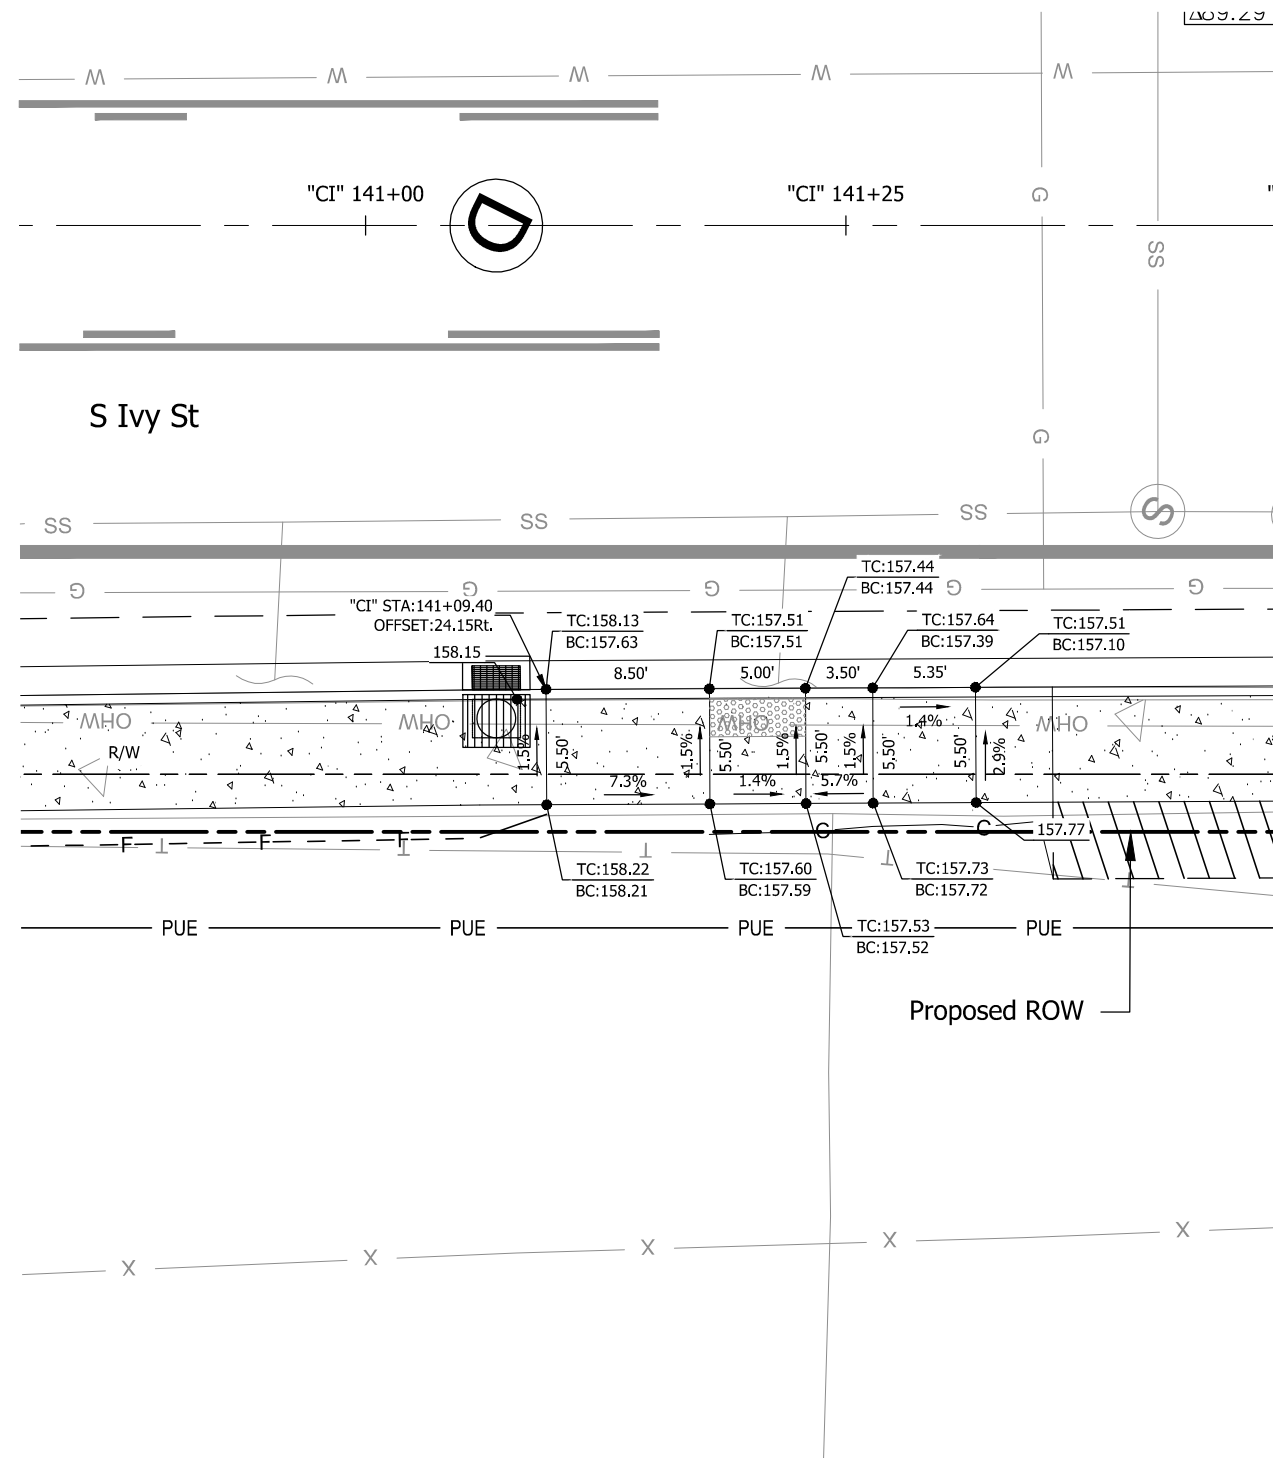 W W W W W
"CI" 141+00
"CI" 141+25
D
G
SS
S Ivy St
G
SS SS SS S
TC:157.44
BC:157.44
G G G G G
"CI" STA:141+09.40
OFFSET:24.15Rt.
TC:158.13
BC:157.63
TC:157.51
BC:157.51
TC:157.64
BC:157.39
TC:157.51
BC:157.10
158.15
8.50'
5.00'
3.50'
5.35'
OHW OHW OHW OHW
1.4%
R/W
1.5%
5.50'
1.5%
5.50'
1.5%
5.50'
1.5%
5.50'
5.50'
2.9%
7.3%
1.4%
5.7%
157.77
C C
F F F
T T T T T
TC:158.22
BC:158.21
TC:157.60
BC:157.59
TC:157.73
BC:157.72
PUE PUE PUE PUE
TC:157.53
BC:157.52
Proposed ROW
X X X X X